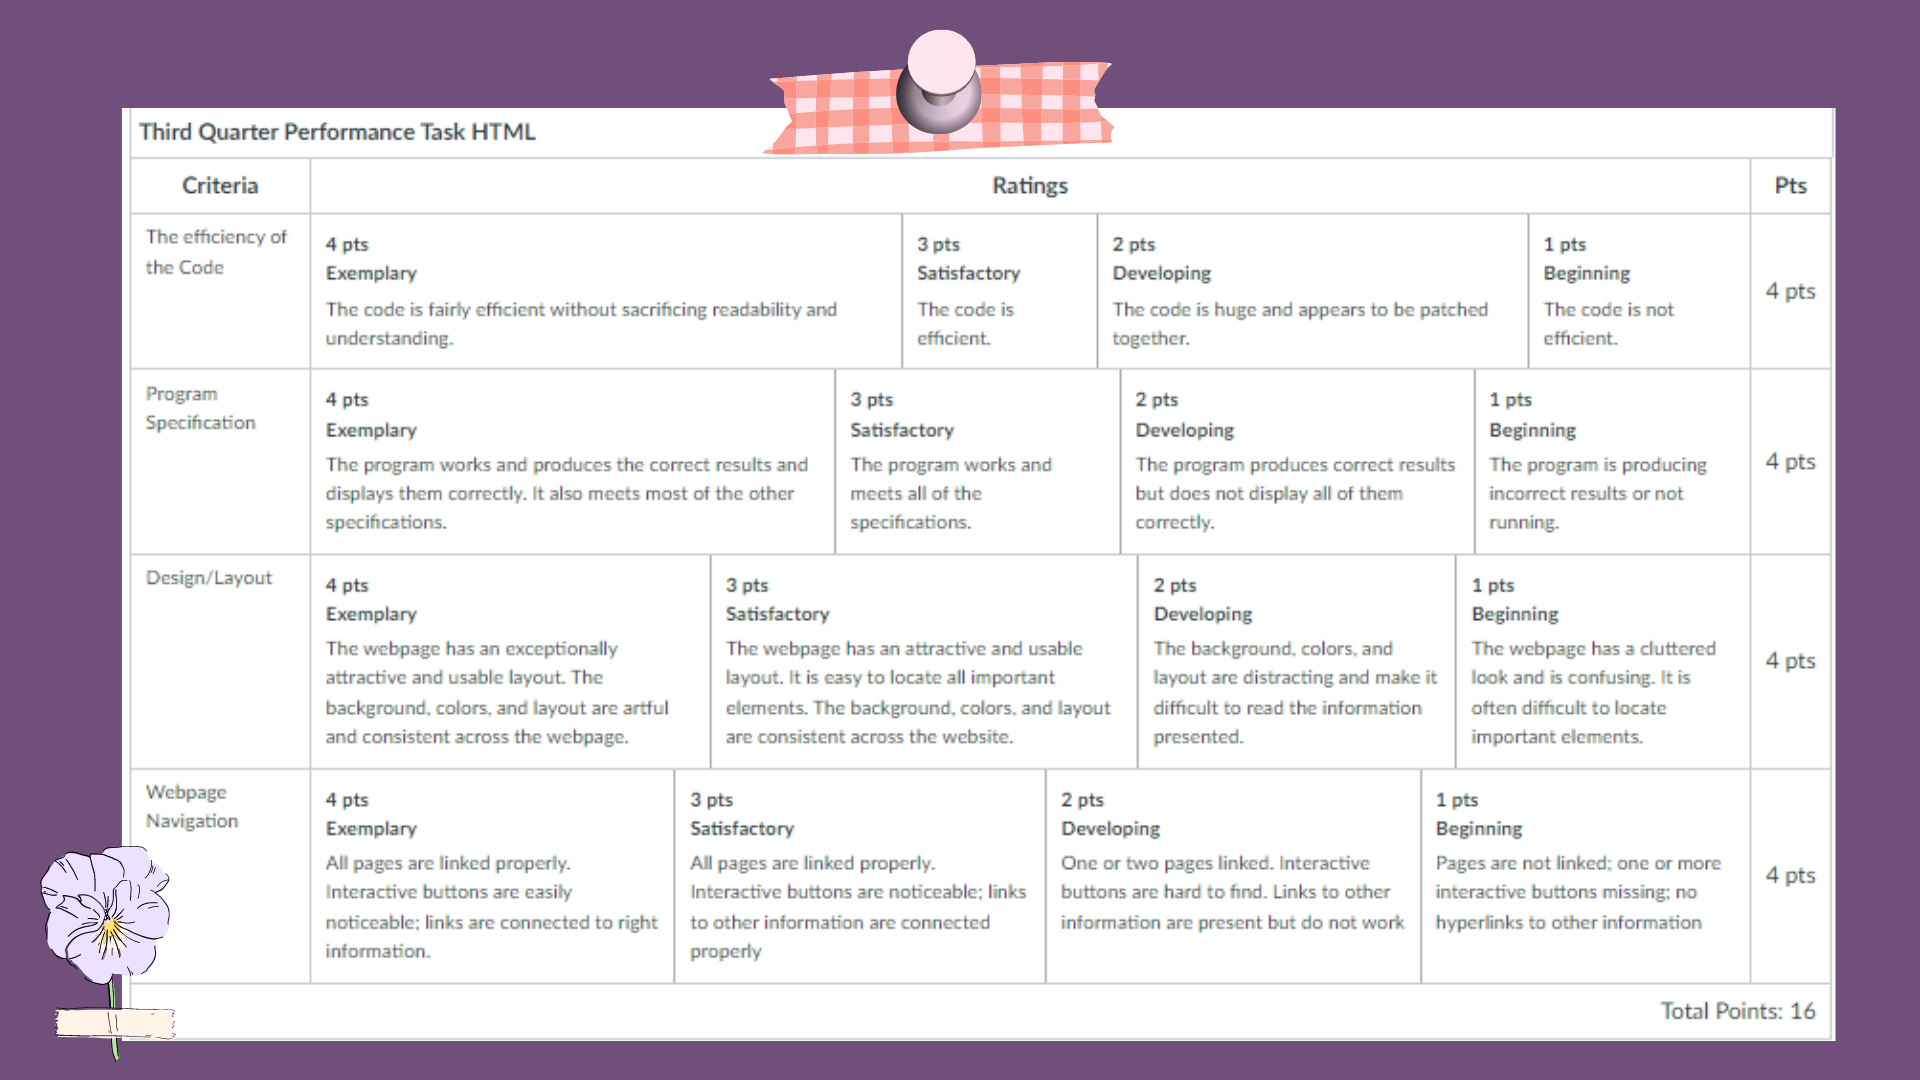 Third Quarter Performance Task HTML
Criteria
Ratings
Pts
The efficiency of
the Code
4 pts
Exemplary
The code is fairly efficient without sacrificing readability and
understanding.
3 pts
Satisfactory
The code is
efficient.
2 pts
Developing
The code is huge and appears to be patched
together.
1 pts
Beginning
The code is not
efficient.
4 pts
Program
Specification
4 pts
Exemplary
The program works and produces the correct results and
displays them correctly. It also meets most of the other
specifications.
3 pts
Satisfactory
The program works and
meets all of the
specifications.
2 pts
Developing
The program produces correct results
but does not display all of them
correctly.
1 pts
Beginning
The program is producing
incorrect results or not
running.
4 pts
Design/Layout
4 pts
Exemplary
The webpage has an exceptionally
attractive and usable layout. The
background, colors, and layout are artful
and consistent across the webpage.
3 pts
Satisfactory
The webpage has an attractive and usable
layout. It is easy to locate all important
elements. The background, colors, and layout
are consistent across the website.
2 pts
Developing
The background, colors, and
layout are distracting and make it
difficult to read the information
presented.
1 pts
Beginning
The webpage has a cluttered
look and is confusing. It is
often difficult to locate
important elements.
4 pts
Webpage
Navigation
4 pts
Exemplary
All pages are linked properly.
Interactive buttons are easily
noticeable; links are connected to right
information.
3 pts
Satisfactory
All pages are linked properly.
Interactive buttons are noticeable; links
to other information are connected
properly
2 pts
Developing
One or two pages linked. Interactive
buttons are hard to find. Links to other
information are present but do not work
1 pts
Beginning
Pages are not linked; one or more
interactive buttons missing; no
hyperlinks to other information
4 pts
Total Points: 16